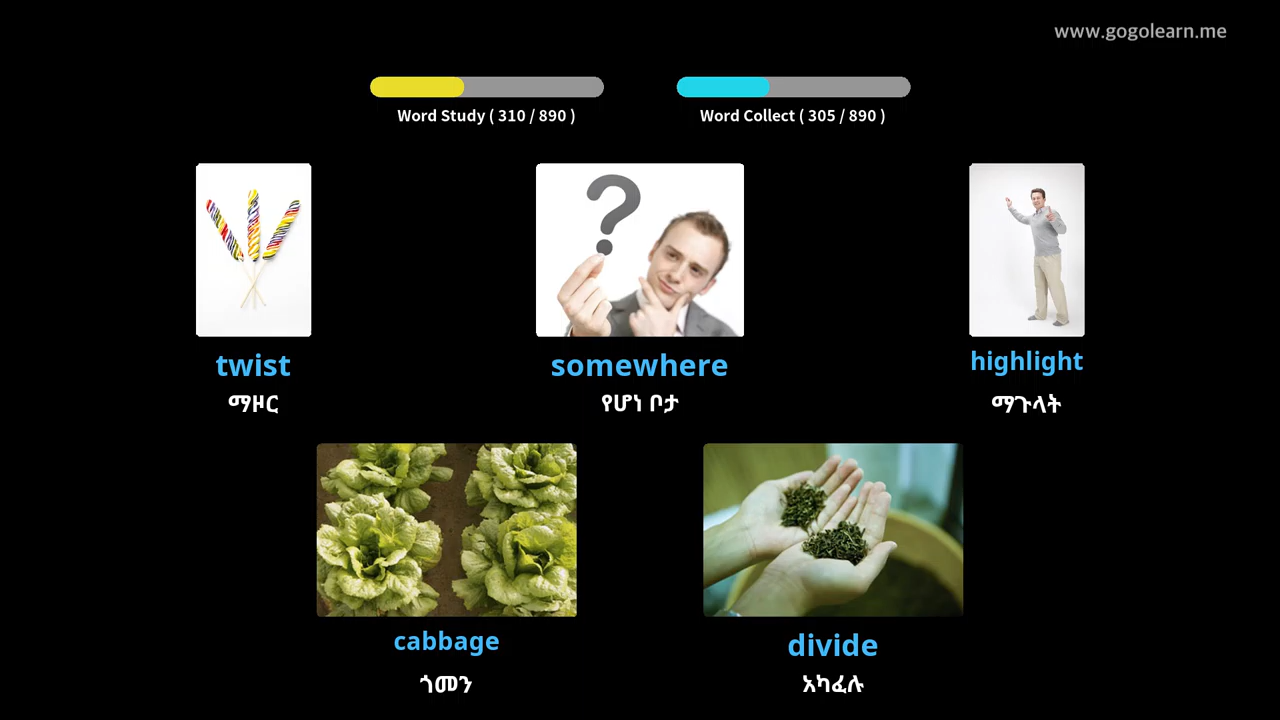 www.gogolearn.me
Word Study ( 310 / 890 )
Word Collect ( 305 / 890 )
twist
ማዞር
somewhere
የሆነ ቦታ
highlight
ማጉላት
cabbage
ጎመን
divide
አካፈሉ